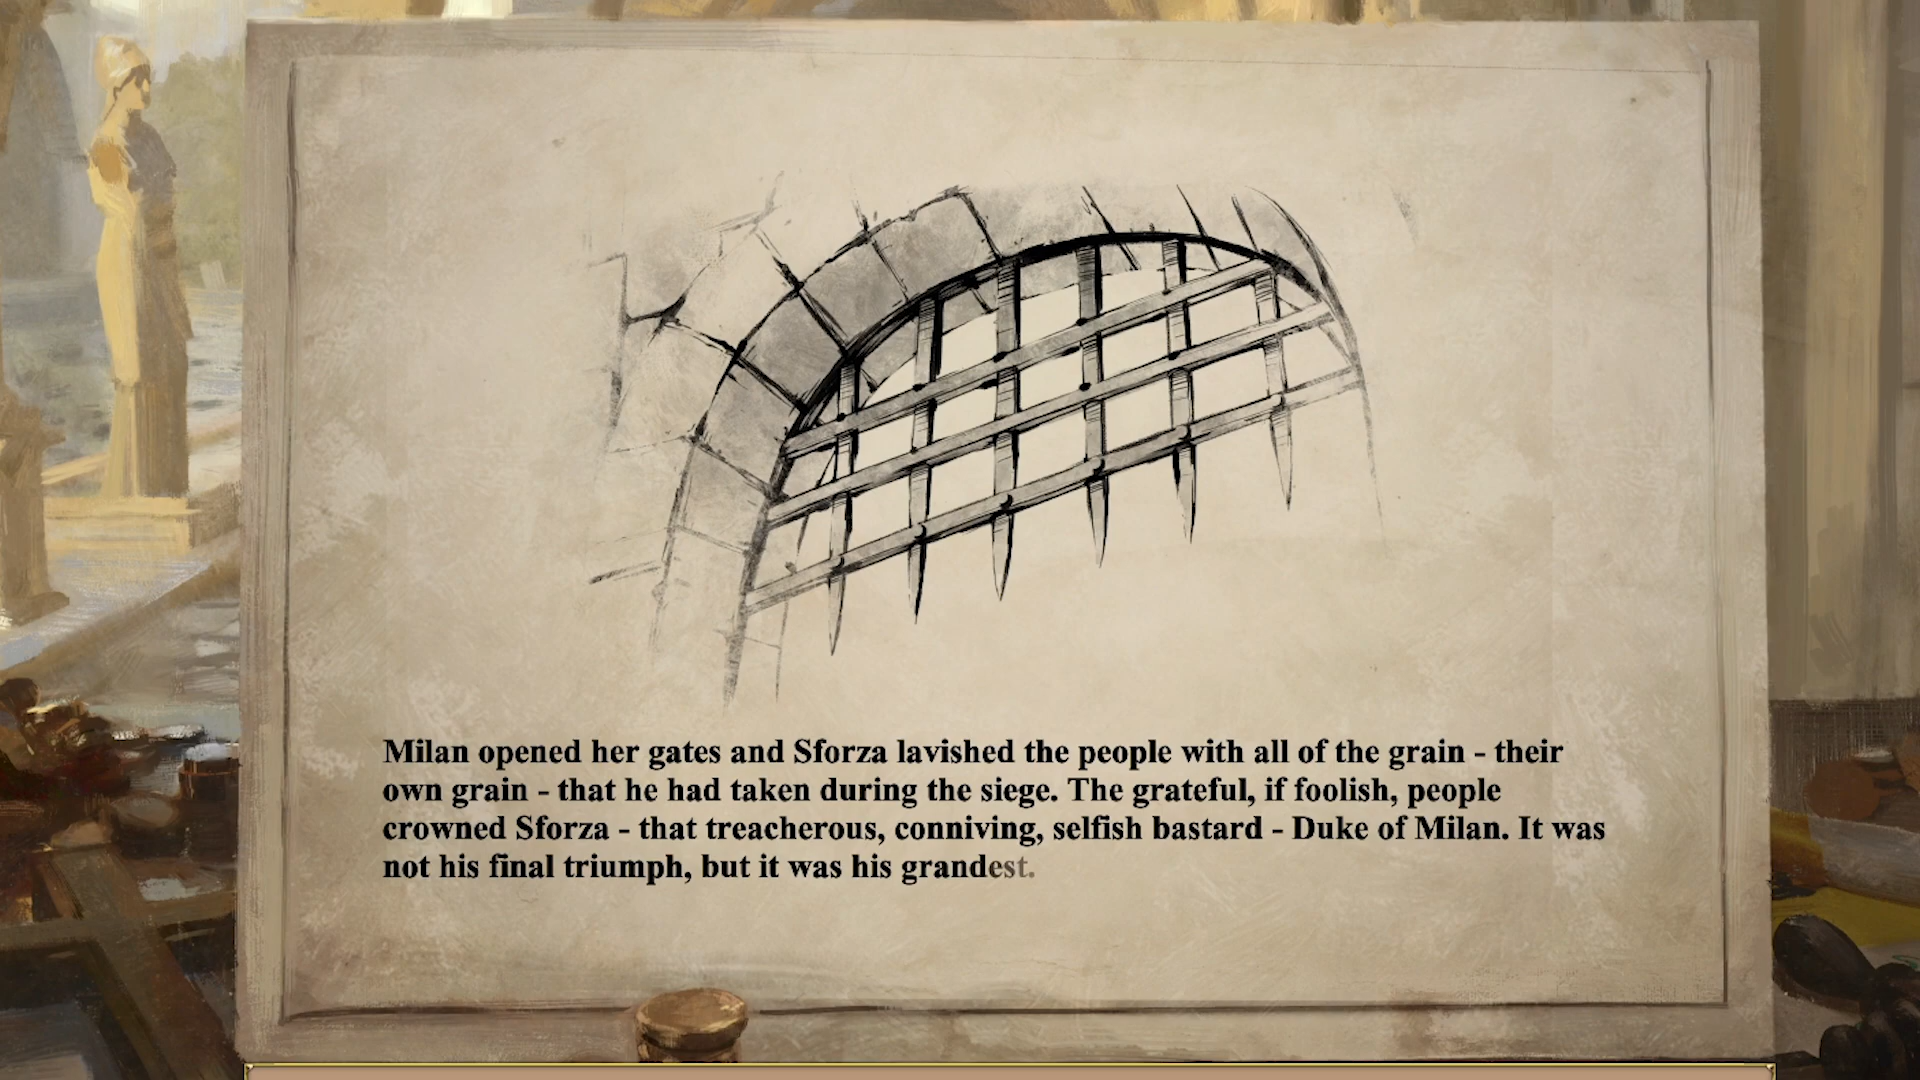 Milan opened her gates and Sforza lavished the people with all of the grain - their
own grain - that he had taken during the siege. The grateful, if foolish, people
crowned Sforza - that treacherous, conniving, selfish bastard - Duke of Milan. It was
not his final triumph, but it was his grandest.